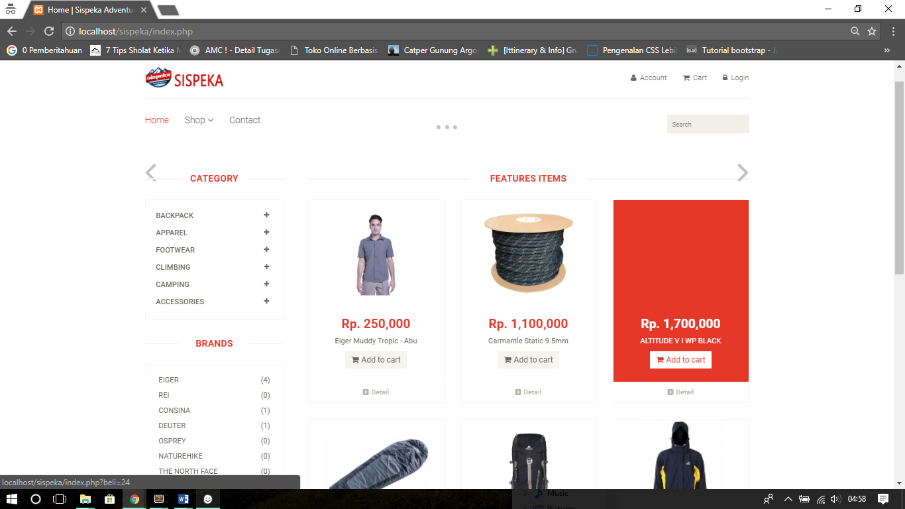 Home | Sispeka Adventu
localhost/sispeka/index.php
0 Pemberitahuan
7 Tips Sholat Ketika M
AMC ! - Detail Tugas
Toko Online Berbasis
Catper Gunung Argo
[Ittinerary & Info] Gn
Pengenalan CSS Lebi
Tutorial bootstrap -
SISPEKA
Account
Cart
Login
Home
Shop
Contact
Search
CATEGORY
BACKPACK
APPAREL
FOOTWEAR
CLIMBING
CAMPING
ACCESSORIES
BRANDS
EIGER (4)
REI (0)
CONSINA (1)
DEUTER (1)
OSPREY (0)
NATUREHIKE (0)
THE NORTH FACE (0)
FEATURES ITEMS
Rp. 250,000
Eiger Muddy Tropic - Abu
Add to cart
Detail
Rp. 1,100,000
Carmantle Static 9.5mm
Add to cart
Detail
Rp. 1,700,000
ALTITUDE V I WP BLACK
Add to cart
Detail
localhost/sispeka/index.php?beli=24
Music
04:58